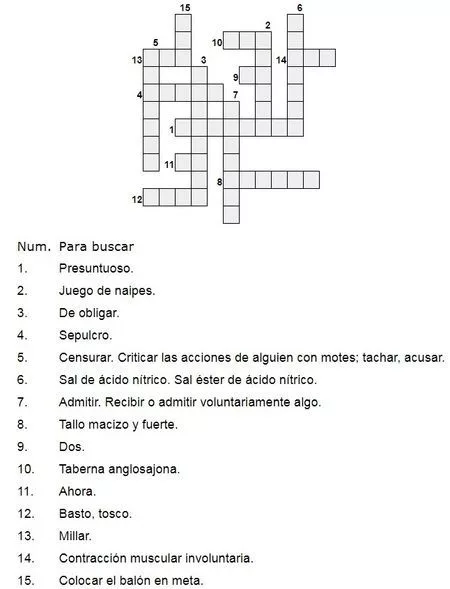 15
6
2
5
10
13
3
14
9
4
7
1
11
8
12
Num. Para buscar
1. Presuntuoso.
2. Juego de naipes.
3. De obligar.
4. Sepulcro.
5. Censurar. Criticar las acciones de alguien con motes; tachar, acusar.
6. Sal de ácido nítrico. Sal éster de ácido nítrico.
7. Admitir. Recibir o admitir voluntariamente algo.
8. Tallo macizo y fuerte.
9. Dos.
10. Taberna anglosajona.
11. Ahora.
12. Basto, tosco.
13. Millar.
14. Contracción muscular involuntaria.
15. Colocar el balón en meta.